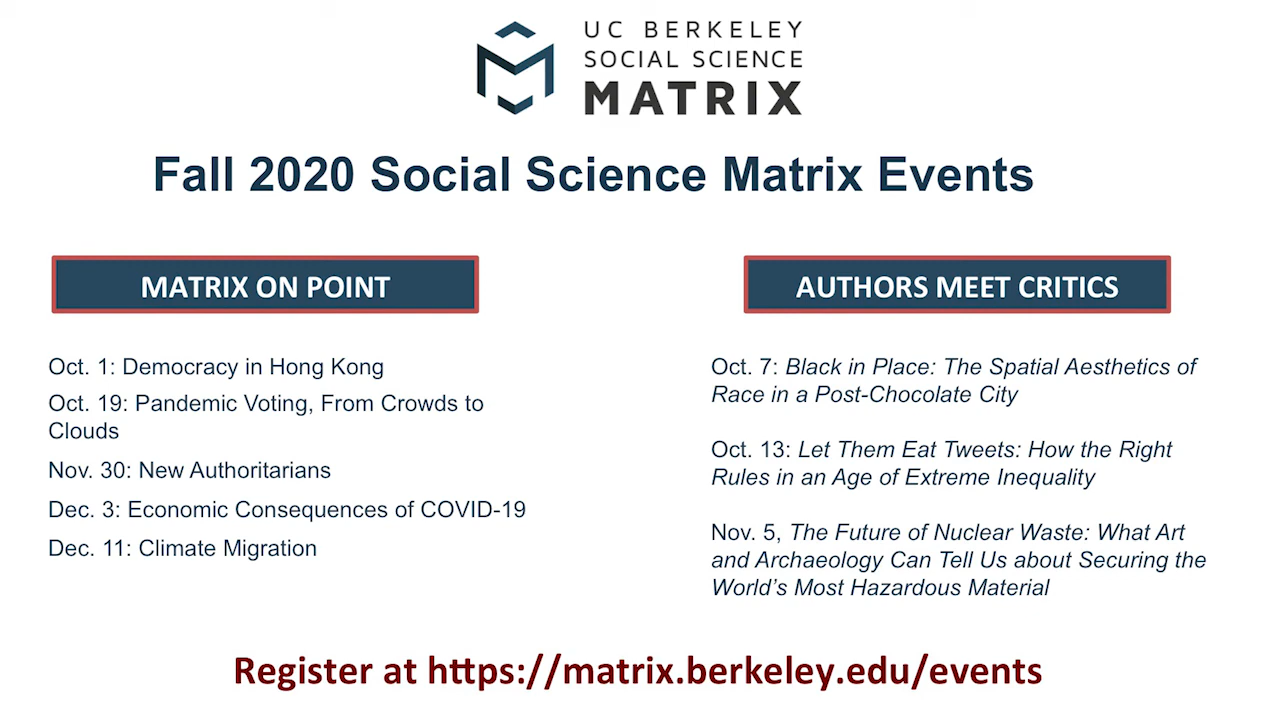 UC BERKELEY
SOCIAL SCIENCE
MATRIX
Fall 2020 Social Science Matrix Events
MATRIX ON POINT
Oct. 1: Democracy in Hong Kong
Oct. 19: Pandemic Voting, From Crowds to
Clouds
Nov. 30: New Authoritarians
Dec. 3: Economic Consequences of COVID-19
Dec. 11: Climate Migration
AUTHORS MEET CRITICS
Oct. 7: Black in Place: The Spatial Aesthetics of
Race in a Post-Chocolate City
Oct. 13: Let Them Eat Tweets: How the Right
Rules in an Age of Extreme Inequality
Nov. 5, The Future of Nuclear Waste: What Art
and Archaeology Can Tell Us about Securing the
World’s Most Hazardous Material
Register at https://matrix.berkeley.edu/events